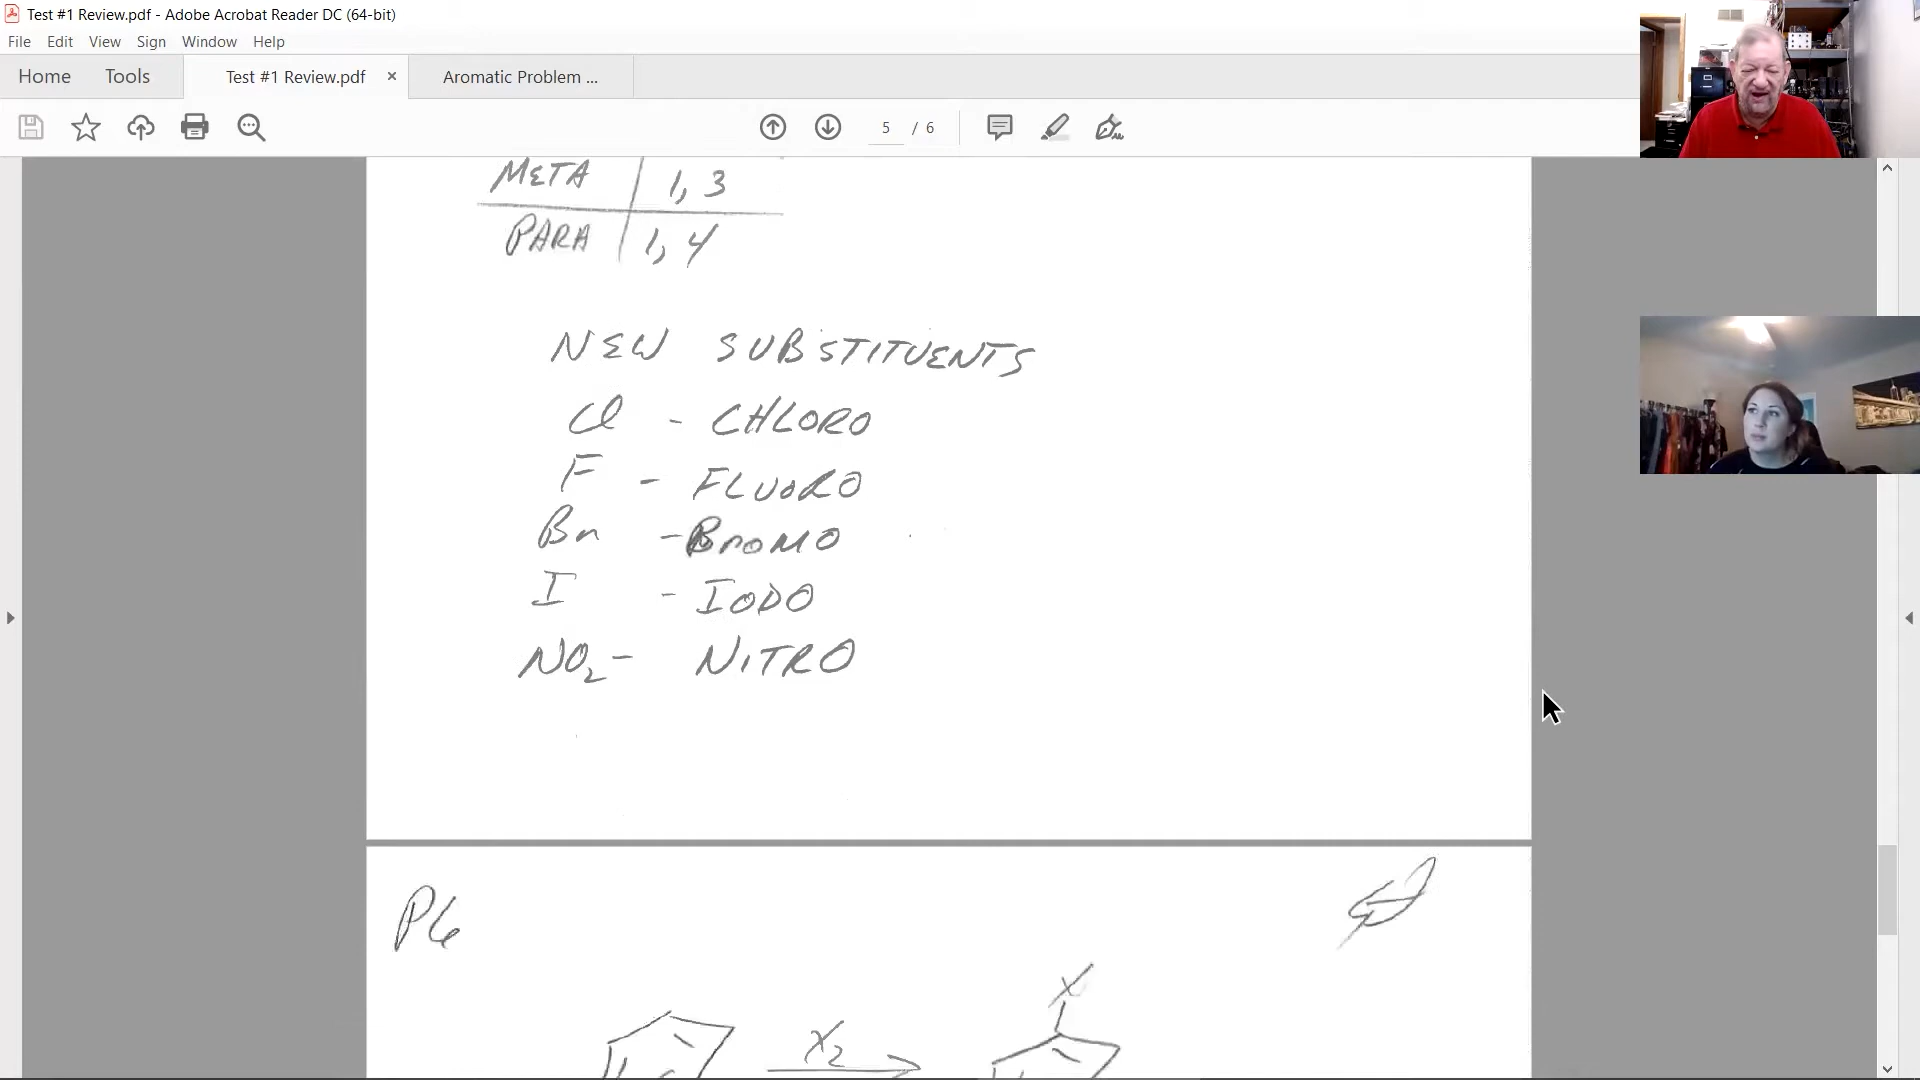 Test #1 Review.pdf - Adobe Acrobat Reader DC (64-bit)
File Edit View Sign Window Help
Home Tools Test #1 Review.pdf × Aromatic Problem ...
5 / 6
META 1, 3
PARA 1, 4
NEW SUBSTITUENTS
Cl - CHLORO
F - FLUORO
Br - BROMO
I - IODO
NO₂ - NITRO
P6
X
X₂